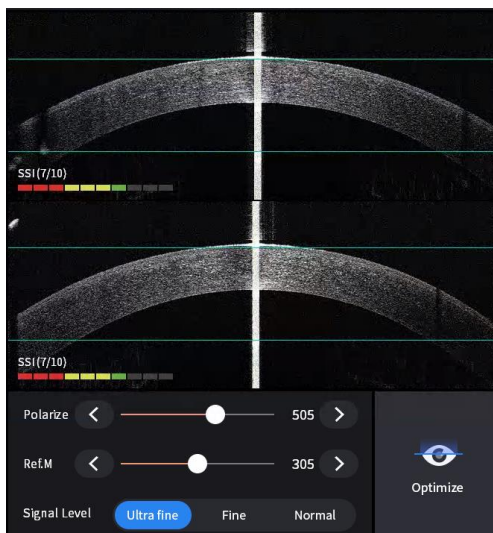 SSI(7/10)
SSI(7/10)
Polarize 505
Ref.M 305
Optimize
Signal Level Ultra fine Fine Normal